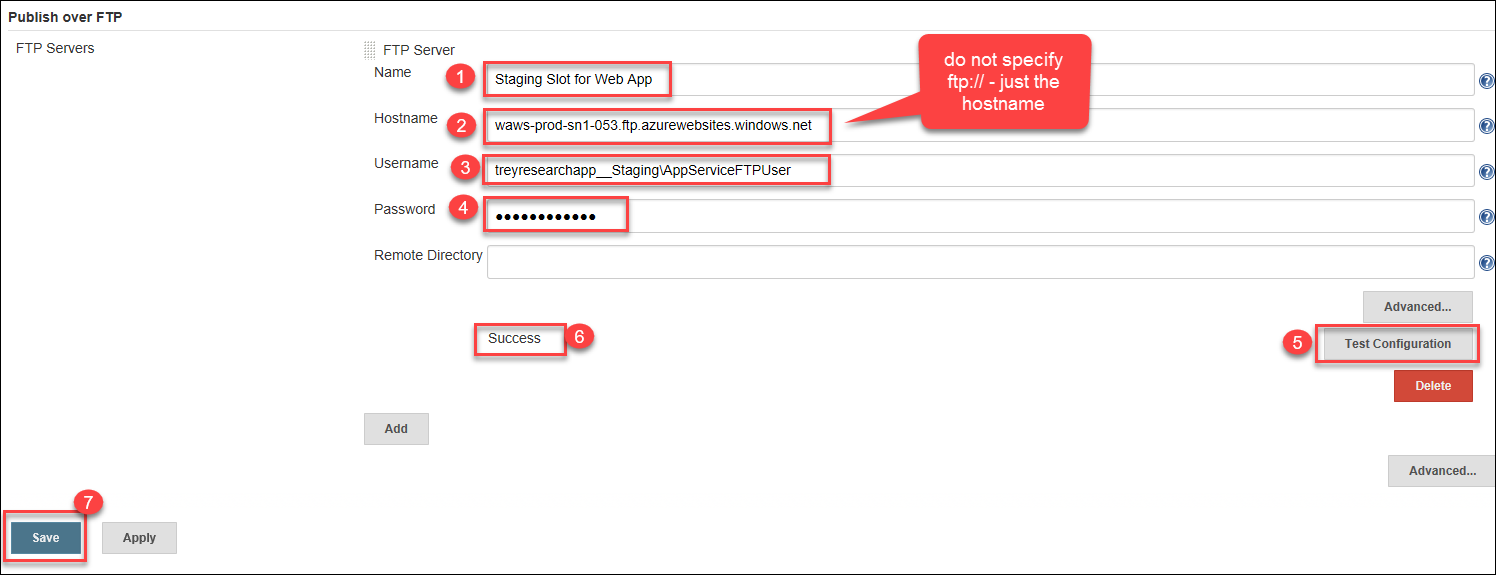 Publish over FTP
FTP Servers
FTP Server
Name
1
Staging Slot for Web App
do not specify
ftp:// - just the
hostname
?
Hostname
2
waws-prod-sn1-053.ftp.azurewebsites.windows.net
?
Username
3
treyresearchapp__Staging\AppServiceFTPUser
?
Password
4
●●●●●●●●●●●●
?
Remote Directory
?
Advanced...
Success
6
5
Test Configuration
Delete
Add
Advanced...
7
Save
Apply